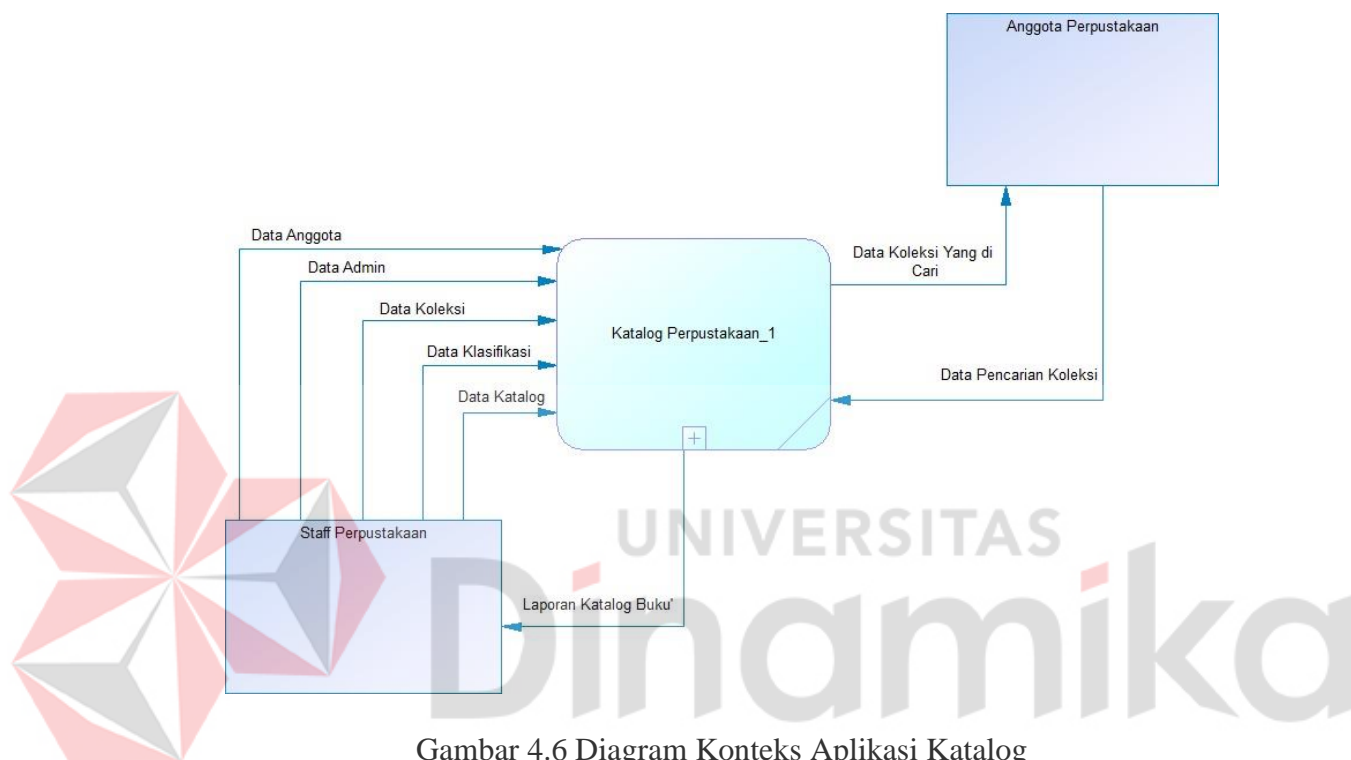 Anggota Perpustakaan
Data Anggota
Data Admin
Data Koleksi
Data Klasifikasi
Data Katalog
Katalog Perpustakaan_1
Data Koleksi Yang di
Cari
Data Pencarian Koleksi
Staff Perpustakaan
Laporan Katalog Buku'
UNIVERSITAS
Dinamika
Gambar 4.6 Diagram Konteks Aplikasi Katalog